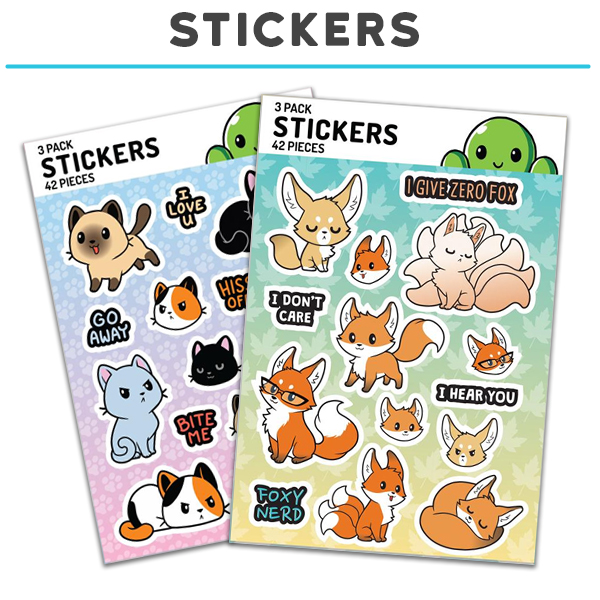 STICKERS
3 PACK
STICKERS
42 PIECES
I
LOVE
U
HISS
OFF
GO
AWAY
BITE
ME
3 PACK
STICKERS
42 PIECES
I GIVE ZERO FOX
I DON'T
CARE
I HEAR YOU
FOXY
NERD